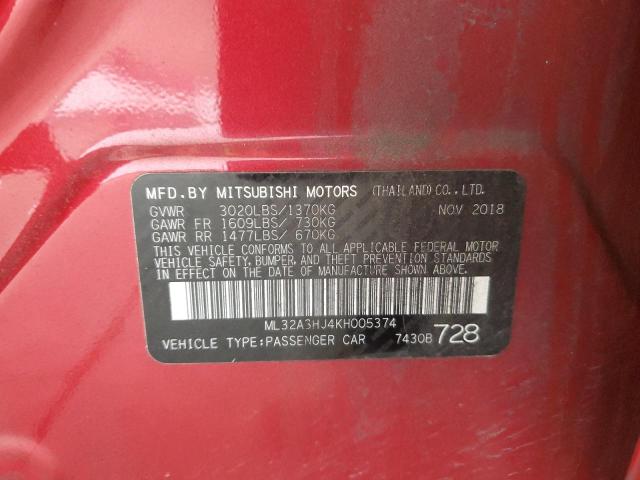 MFD.BY MITSUBISHI MOTORS (THAILAND)CO.,LTD.
GVWR 3020LBS/1370KG NOV 2018
GAWR FR 1609LBS/ 730KG
GAWR RR 1477LBS/ 670KG
THIS VEHICLE CONFORMS TO ALL APPLICABLE FEDERAL MOTOR
VEHICLE SAFETY, BUMPER, AND THEFT PREVENTION STANDARDS
IN EFFECT ON THE DATE OF MANUFACTURE SHOWN ABOVE.
ML32A3HJ4KH005374
VEHICLE TYPE:PASSENGER CAR 7430B 728